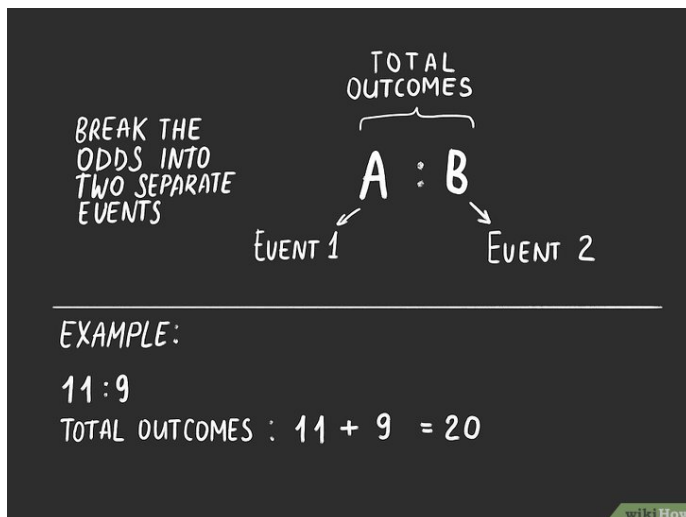 TOTAL
OUTCOMES
BREAK THE
ODDS INTO
TWO SEPARATE
EVENTS
A : B
EVENT 1
EVENT 2
EXAMPLE:
11:9
TOTAL OUTCOMES : 11 + 9 = 20
wikiHow